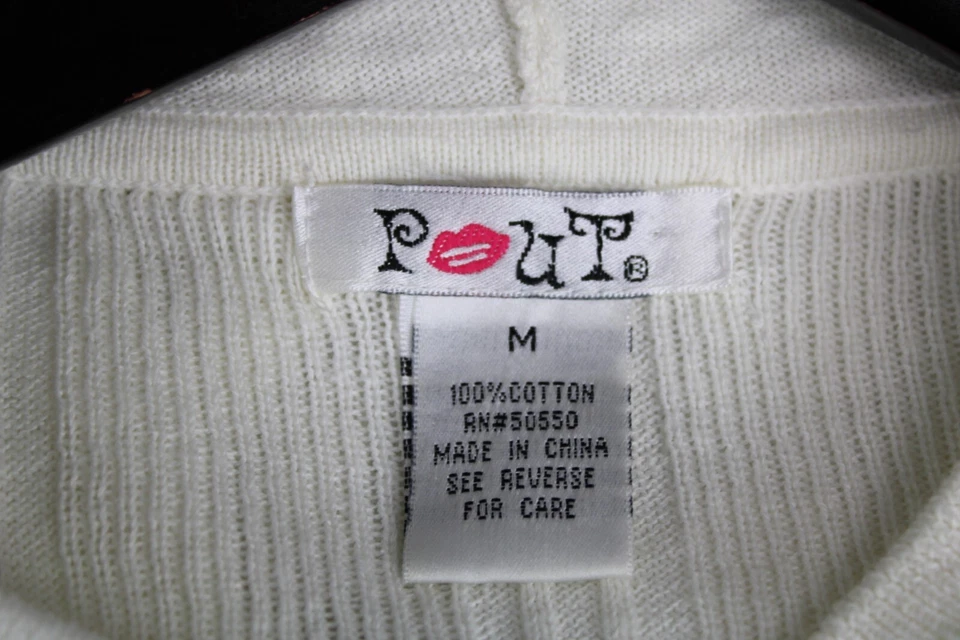 PouT®
M
100%COTTON
RN#50550
MADE IN CHINA
SEE REVERSE
FOR CARE